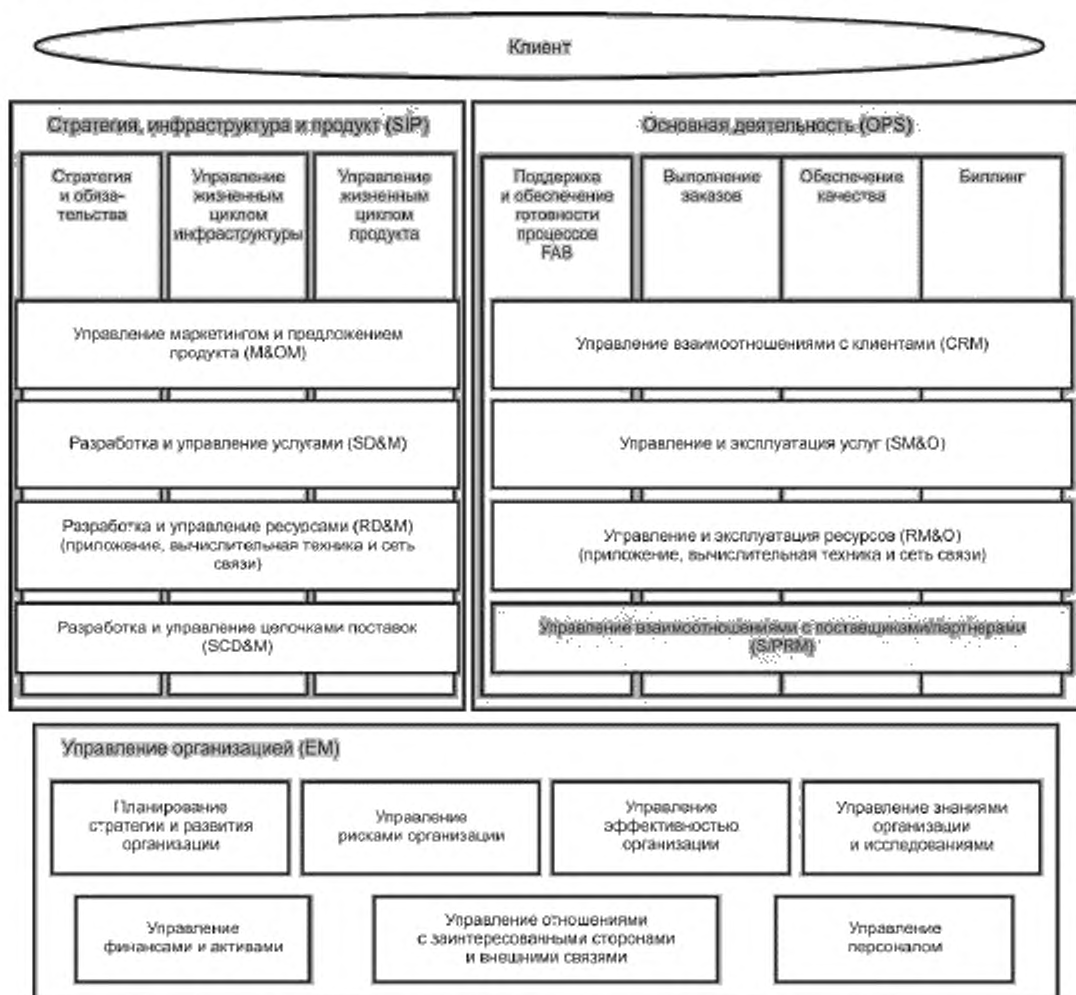 Клиент
Стратегия, инфраструктура и продукт (SIP)
Стратегия
и обяза-
тельства
Управление
жизненным
циклом
инфраструктуры
Управление
жизненным
циклом
продукта
Управление маркетингом и предложением
продукта (M&OM)
Разработка и управление услугами (SD&M)
Разработка и управление ресурсами (RD&M)
(приложение, вычислительная техника и сеть
связи)
Разработка и управление цепочками поставок
(SCD&M)
Основная деятельность (OPS)
Поддержка
и обеспечение
готовности
процессов
FAB
Выполнение
заказов
Обеспечение
качества
Биллинг
Управление взаимоотношениями с клиентами (CRM)
Управление и эксплуатация услуг (SM&O)
Управление и эксплуатация ресурсов (RM&O)
(приложение, вычислительная техника и сеть связи)
Управление взаимоотношениями с поставщиками/партнерами
(S/PRM)
Управление организацией (EM)
Планирование
стратегии и развития
организации
Управление
рисками организации
Управление
эффективностью
организации
Управление знаниями
организации
и исследованиями
Управление
финансами и активами
Управление отношениями
с заинтересованными сторонами
и внешними связями
Управление
персоналом